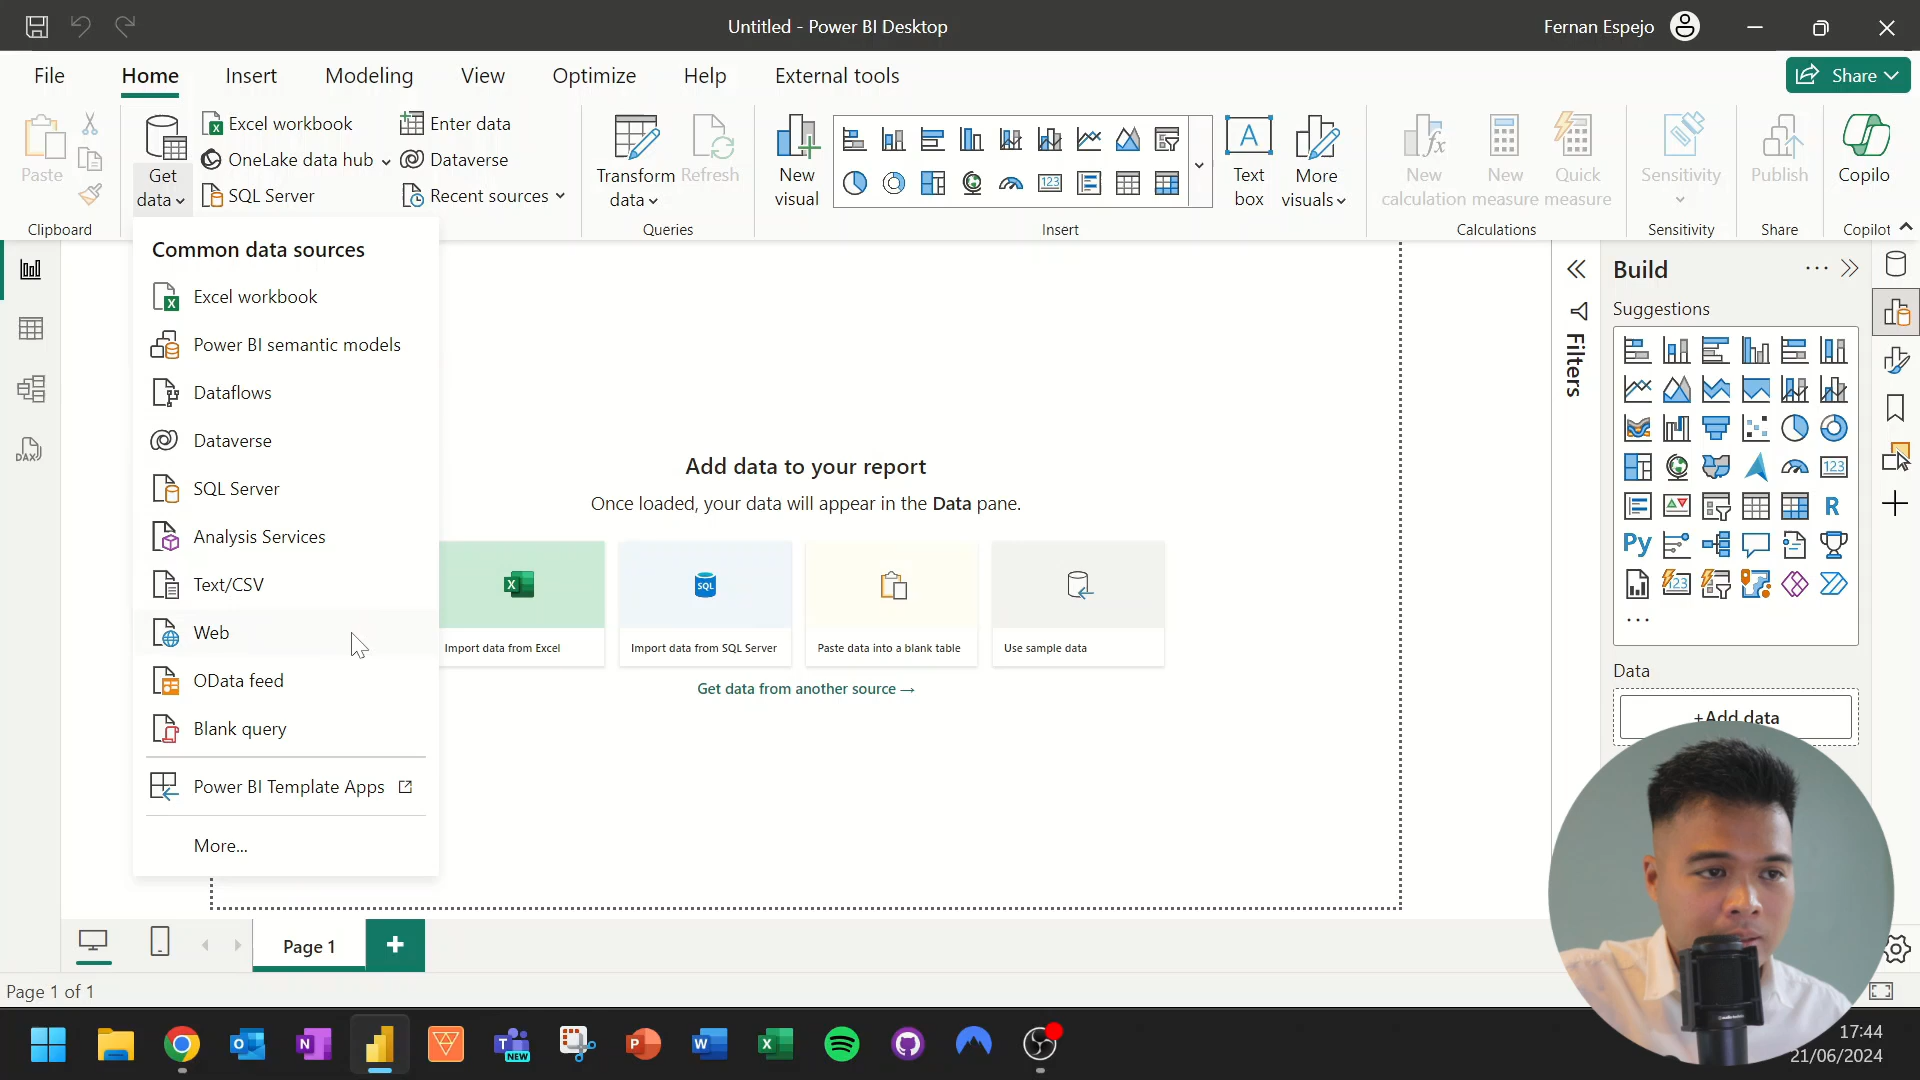 Untitled - Power BI Desktop
Fernan Espejo
File
Home
Insert
Modeling
View
Optimize
Help
External tools
Share
Paste
Clipboard
Get
data
Excel workbook
OneLake data hub
SQL Server
Enter data
Dataverse
Recent sources
Transform
data
Refresh
Queries
New
visual
123
A
Text
box
More
visuals
Insert
New
calculation
New
measure
Quick
measure
Calculations
Sensitivity
Sensitivity
Publish
Share
Copilo
Copilot
Common data sources
Excel workbook
Power BI semantic models
Dataflows
Dataverse
SQL Server
Analysis Services
Text/CSV
Web
OData feed
Blank query
Power BI Template Apps
More...
DAX
Add data to your report
Once loaded, your data will appear in the Data pane.
SQL
Import data from Excel
Import data from SQL Server
Paste data into a blank table
Use sample data
Get data from another source →
Filters
Build
Suggestions
123
R
Py
123
Data
+Add data
Page 1
Page 1 of 1
NEW
17:44
21/06/2024